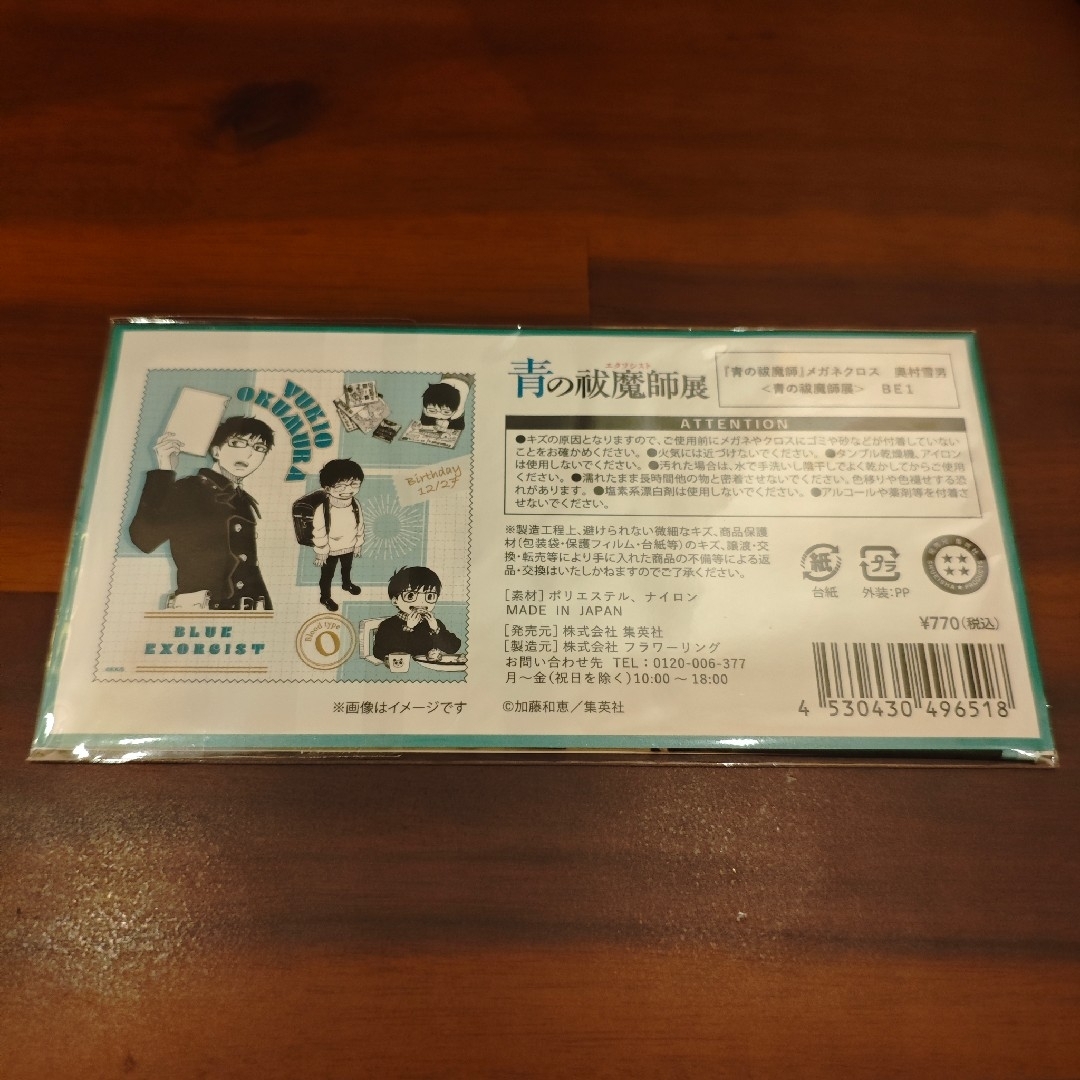 YUKIO
OKUMURA
Birthday
12/27
Blood type
O
BLUE
EXORCIST
※画像はイメージです
エクソシスト
青の祓魔師展
『青の祓魔師』メガネクロス 奥村雪男
＜青の祓魔師展＞ BE1
ATTENTION
●キズの原因となりますので、ご使用前にメガネやクロスにゴミや砂などが付着していない
ことをお確かめください。●火気には近づけないでください。●タンブル乾燥機、アイロン
は使用しないでください。●汚れた場合は、水で手洗いし陰干しでよく乾かしてからご使用
ください。●濡れたまま長時間他の物と密着させないでください。色移りや色褪せする恐
れがあります。●塩素系漂白剤は使用しないでください。●アルコールや薬剤等を付着さ
せないでください。
※製造工程上、避けられない微細なキズ、商品保護
材(包装袋・保護フィルム・台紙等)のキズ、譲渡・交
換・転売等により手に入れた商品の不備等による返
品・交換はいたしかねますのでご了承ください。
紙
台紙
プラ
外装:PP
[素材] ポリエステル、ナイロン
MADE IN JAPAN
¥770(税込)
[発売元] 株式会社 集英社
[製造元] 株式会社 フラワーリング
お問い合わせ先 TEL：0120-006-377
月～金(祝日を除く)10:00 ～ 18:00
©加藤和恵／集英社
4 530430 496518